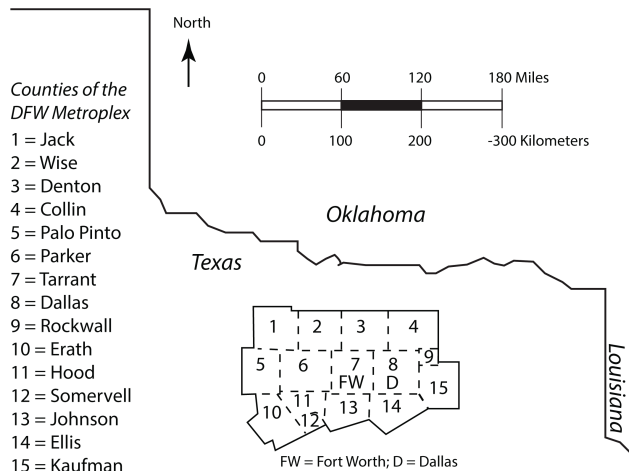 North
0 60 120 180 Miles
0 100 200 -300 Kilometers
Counties of the
DFW Metroplex
1 = Jack
2 = Wise
3 = Denton
4 = Collin
5 = Palo Pinto
6 = Parker
7 = Tarrant
8 = Dallas
9 = Rockwall
10 = Erath
11 = Hood
12 = Somervell
13 = Johnson
14 = Ellis
15 = Kaufman
Oklahoma
Texas
Louisiana
1 2 3 4
5 6 7 8 9
FW D 15
10 11 12 13 14
FW = Fort Worth; D = Dallas